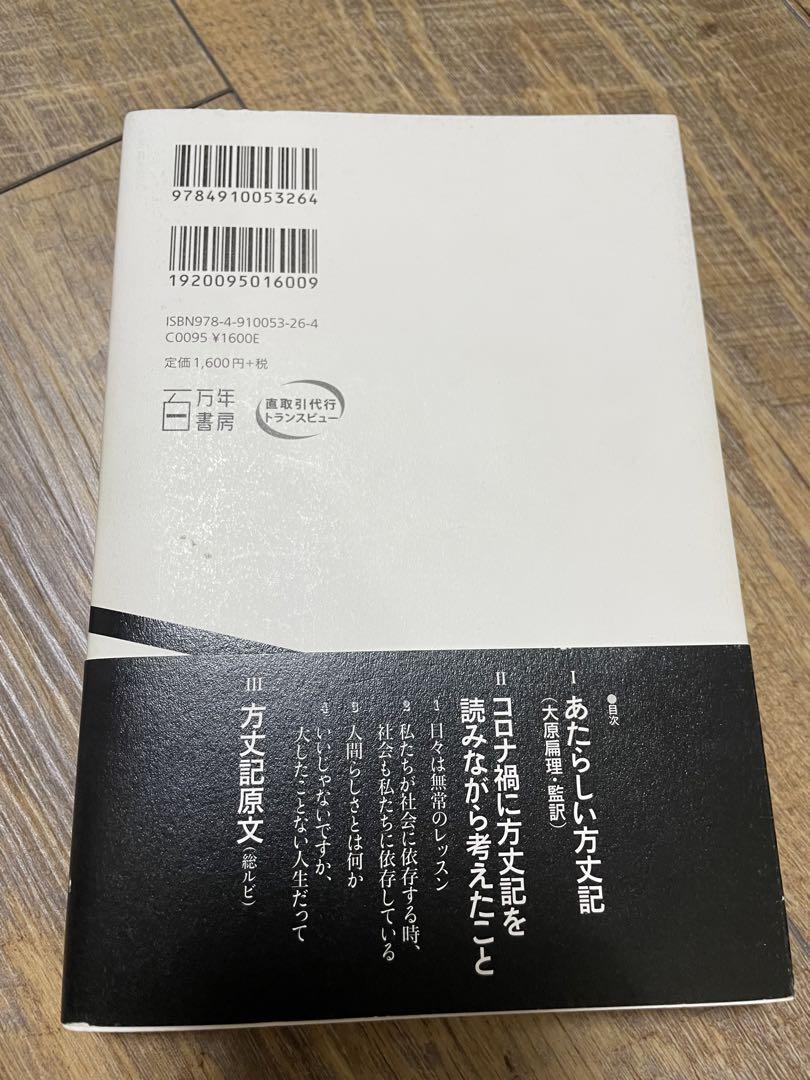 9784910053264
1920095016009
ISBN978-4-910053-26-4
C0095 ¥1600E
定価1,600円+税
百万年
書房
直取引代行
トランスビュー
●目次
I あたらしい方丈記
（大原扁理・監訳）
II コロナ禍に方丈記を
読みながら考えたこと
1 日々は無常のレッスン
2 私たちが社会に依存する時、
社会も私たちに依存している
3 人間らしさとは何か
4 いいじゃないですか、
大したことない人生だって
III 方丈記原文（総ルビ）